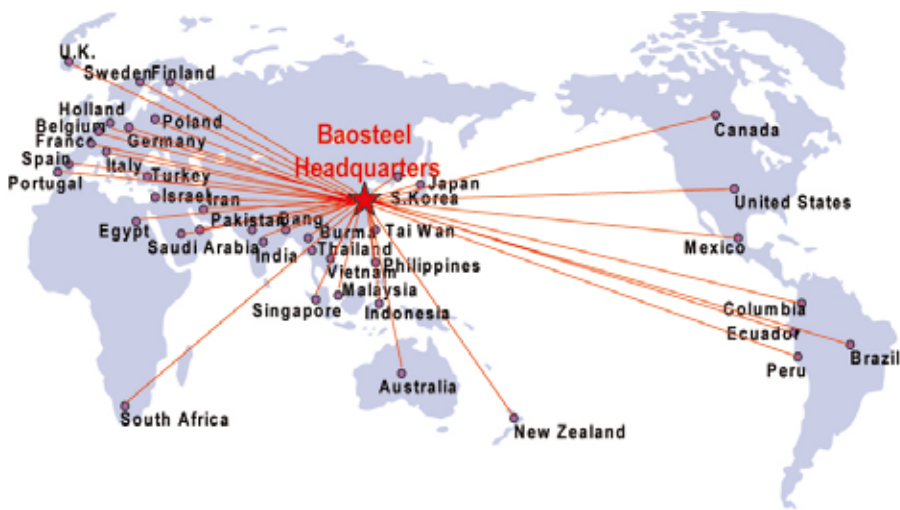 U.K.
Sweden
Finland
Holland
Belgium
Poland
France
Germany
Spain
Italy
Turkey
Portugal
Israel
Iran
Baosteel
Headquarters
Japan
S.Korea
Canada
United States
Egypt
Pakistan
Bang
Saudi Arabia
India
Burma
Tai Wan
Thailand
Vietnam
Philippines
Mexico
Singapore
Malaysia
Indonesia
Columbia
Ecuador
Brazil
Peru
Australia
South Africa
New Zealand